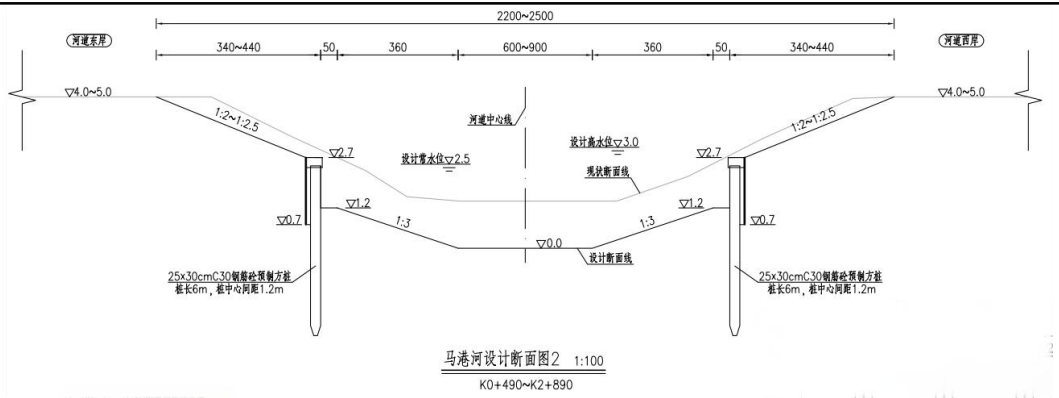 2200~2500
河道东岸
河道西岸
340~440
50
360
600~900
360
50
340~440
▽4.0~5.0
▽4.0~5.0
1:2~1:2.5
1:2~1:2.5
河道中心线
设计高水位▽3.0
▽2.7
设计常水位▽2.5
▽2.7
现状断面线
▽1.2
▽1.2
▽0.7
1:3
1:3
▽0.7
▽0.0
设计断面线
25x30cmC30钢筋砼预制方桩
桩长6m，桩中心间距1.2m
25x30cmC30钢筋砼预制方桩
桩长6m，桩中心间距1.2m
马港河设计断面图2 1:100
K0+490~K2+890